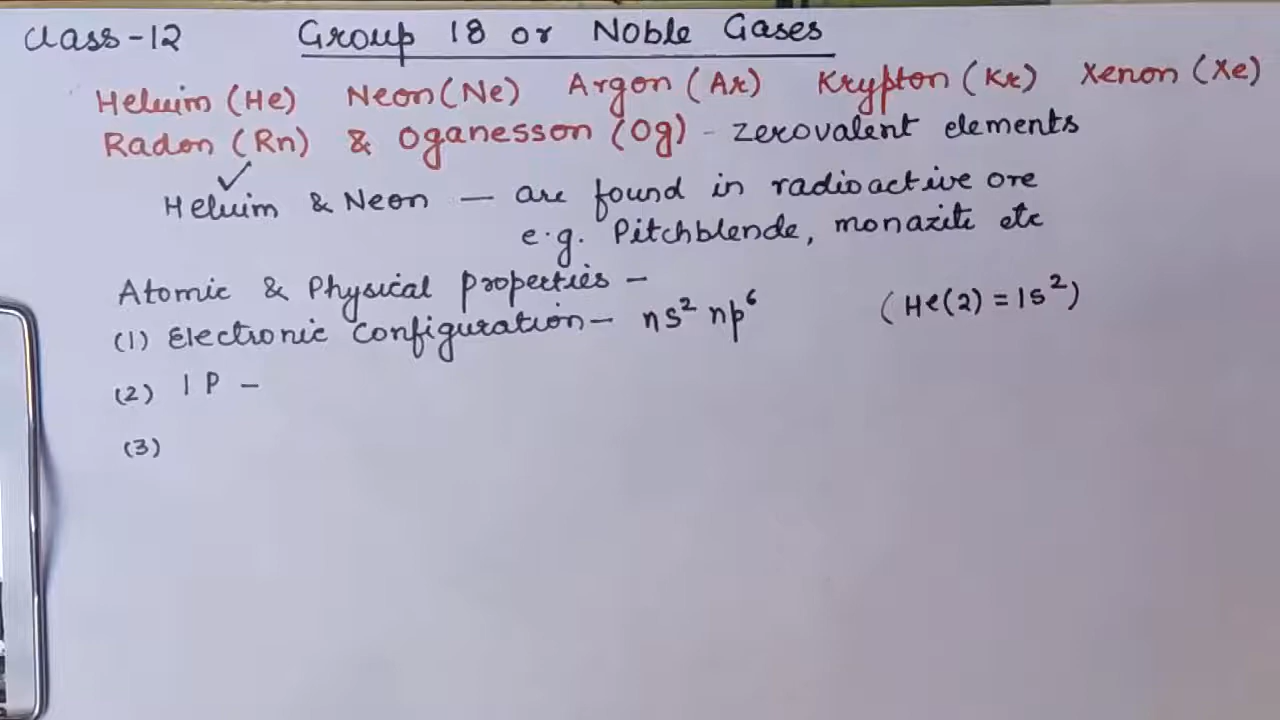 Class-12 Group 18 or Noble Gases
Heluim (He) Neon (Ne) Argon (Ar) Krypton (Kr) Xenon (Xe)
Radon (Rn) & Oganesson (Og) - zerovalent elements
✓
Heluim & Neon — are found in radioactive ore
e.g. Pitchblende, monazite etc
Atomic & Physical properties –
(1) Electronic Configuration – ns² np⁶ (He(2) = 1s²)
(2) IP –
(3)